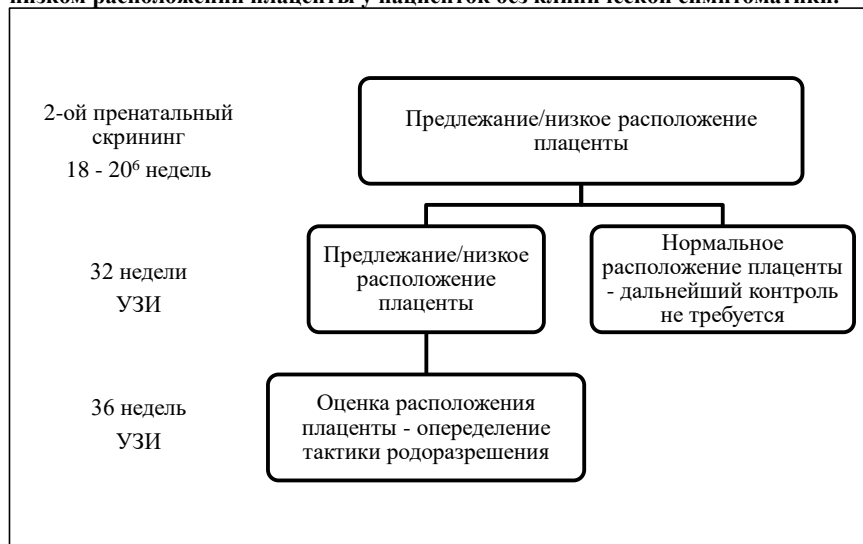 низком расположении плаценты у пациенток без клинической симптоматики.
2-ой пренатальный
скрининг
18 - 20⁶ недель
Предлежание/низкое расположение
плаценты
32 недели
УЗИ
Предлежание/низкое
расположение
плаценты
Нормальное
расположение плаценты
- дальнейший контроль
не требуется
36 недель
УЗИ
Оценка расположения
плаценты - опеределение
тактики родоразрешения